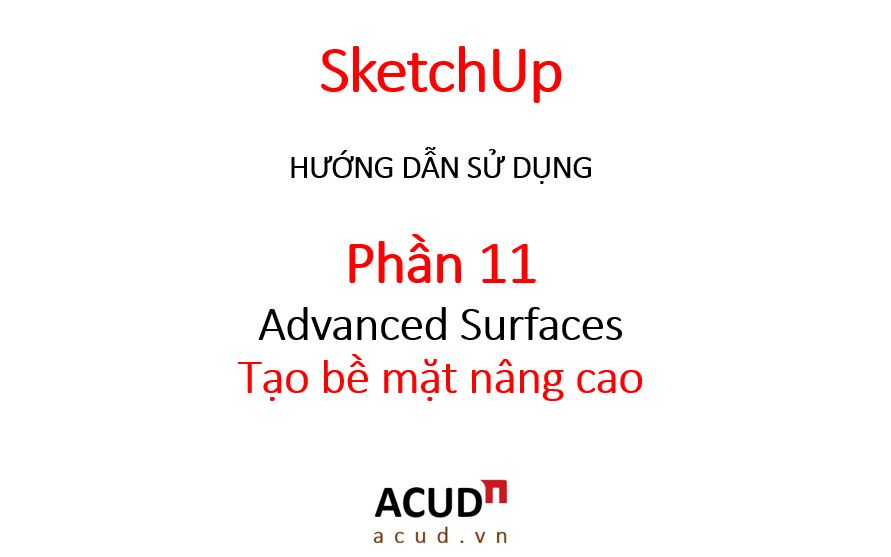 SketchUp
HƯỚNG DẪN SỬ DỤNG
Phần 11
Advanced Surfaces
Tạo bề mặt nâng cao
ACUD
acud.vn